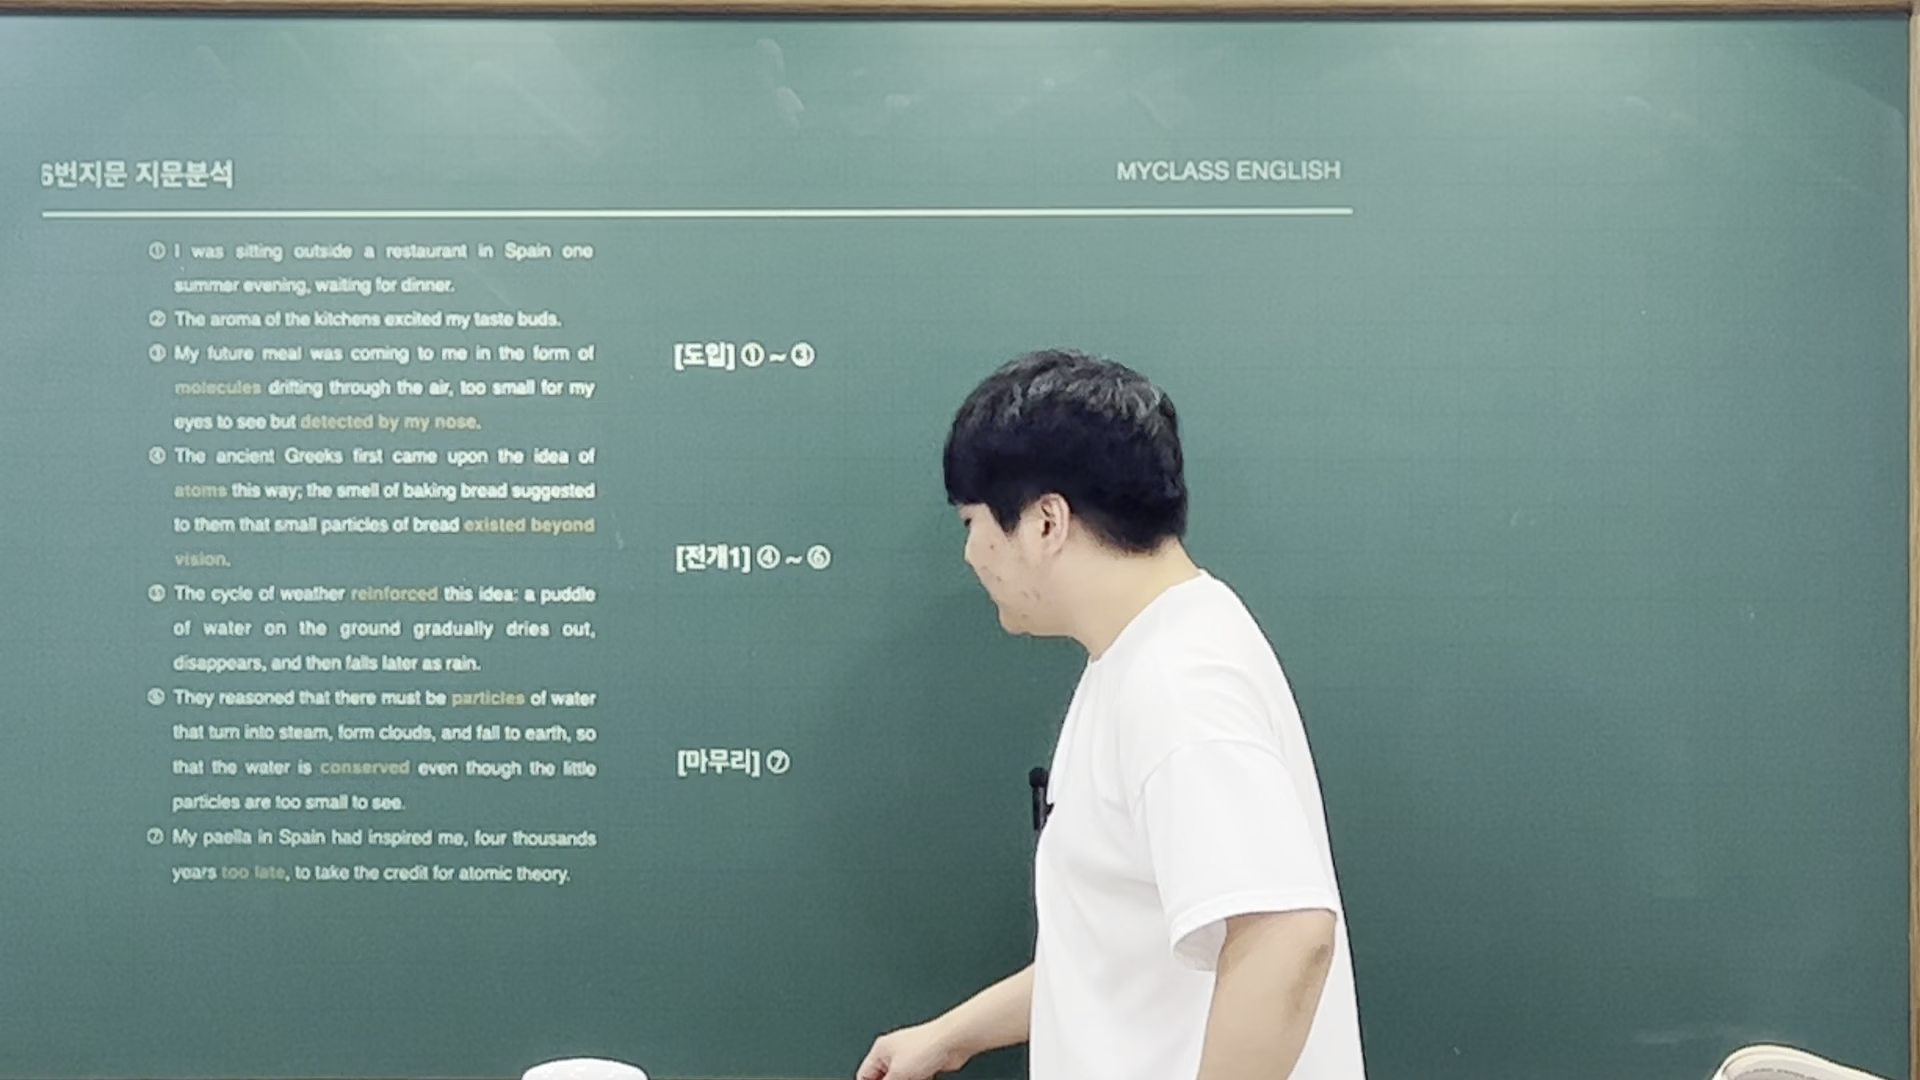 6번지문 지문분석
MYCLASS ENGLISH
① I was sitting outside a restaurant in Spain one
summer evening, waiting for dinner.
② The aroma of the kitchens excited my taste buds.
③ My future meal was coming to me in the form of
molecules drifting through the air, too small for my
eyes to see but detected by my nose.
④ The ancient Greeks first came upon the idea of
atoms this way; the smell of baking bread suggested
to them that small particles of bread existed beyond
vision.
⑤ The cycle of weather reinforced this idea: a puddle
of water on the ground gradually dries out,
disappears, and then falls later as rain.
⑥ They reasoned that there must be particles of water
that turn into steam, form clouds, and fall to earth, so
that the water is conserved even though the little
particles are too small to see.
⑦ My paella in Spain had inspired me, four thousands
years too late, to take the credit for atomic theory.
[도입] ① ~ ③
[전개1] ④ ~ ⑥
[마무리] ⑦